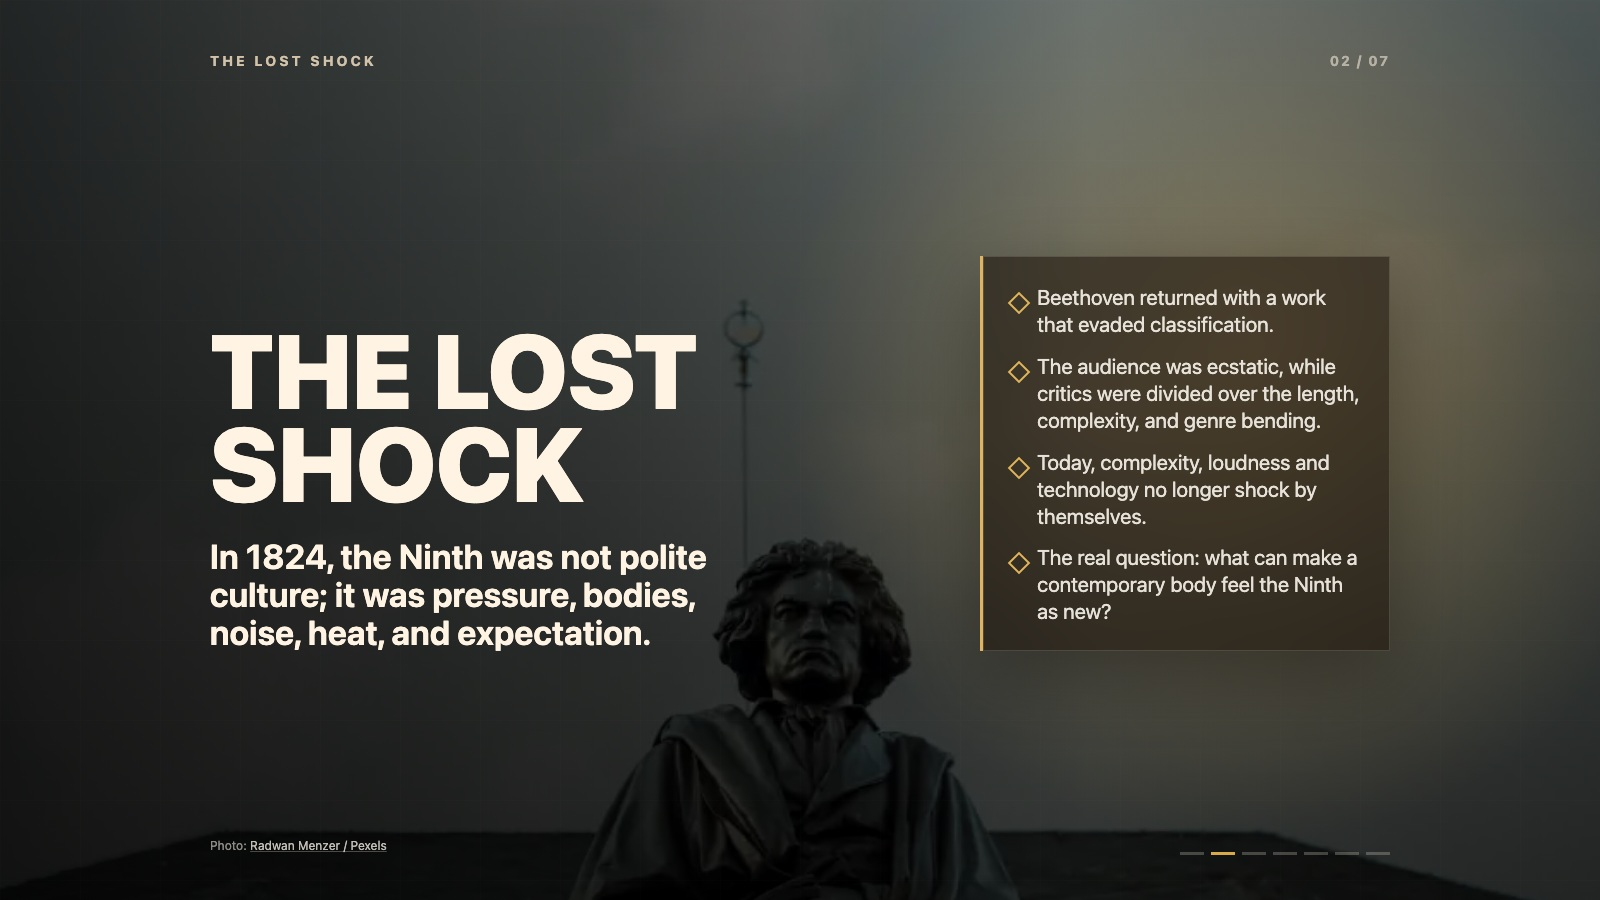 THE LOST SHOCK
02 / 07
THE LOST
SHOCK
In 1824, the Ninth was not polite
culture; it was pressure, bodies,
noise, heat, and expectation.
Beethoven returned with a work
that evaded classification.
The audience was ecstatic, while
critics were divided over the length,
complexity, and genre bending.
Today, complexity, loudness and
technology no longer shock by
themselves.
The real question: what can make a
contemporary body feel the Ninth
as new?
Photo: Radwan Menzer / Pexels